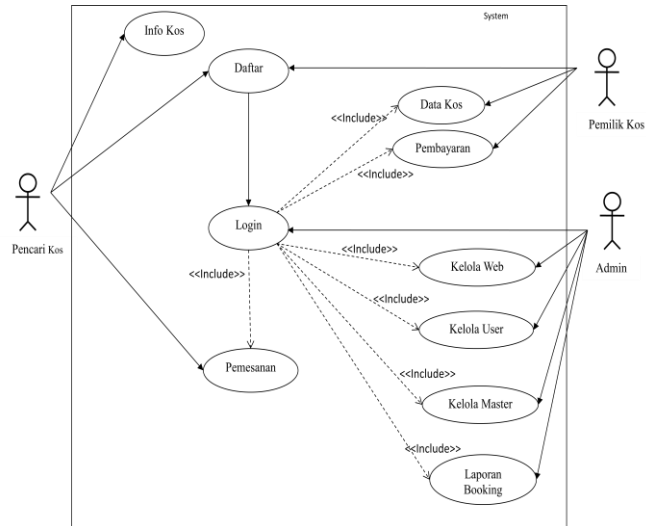 System
Info Kos
Daftar
Pemilik Kos
Data Kos
<<Include>>
Pembayaran
<<Include>>
Pencari Kos
Login
Admin
<<Include>>
<<Include>>
Kelola Web
<<Include>>
Kelola User
Pemesanan
<<Include>>
Kelola Master
<<Include>>
Laporan
Booking